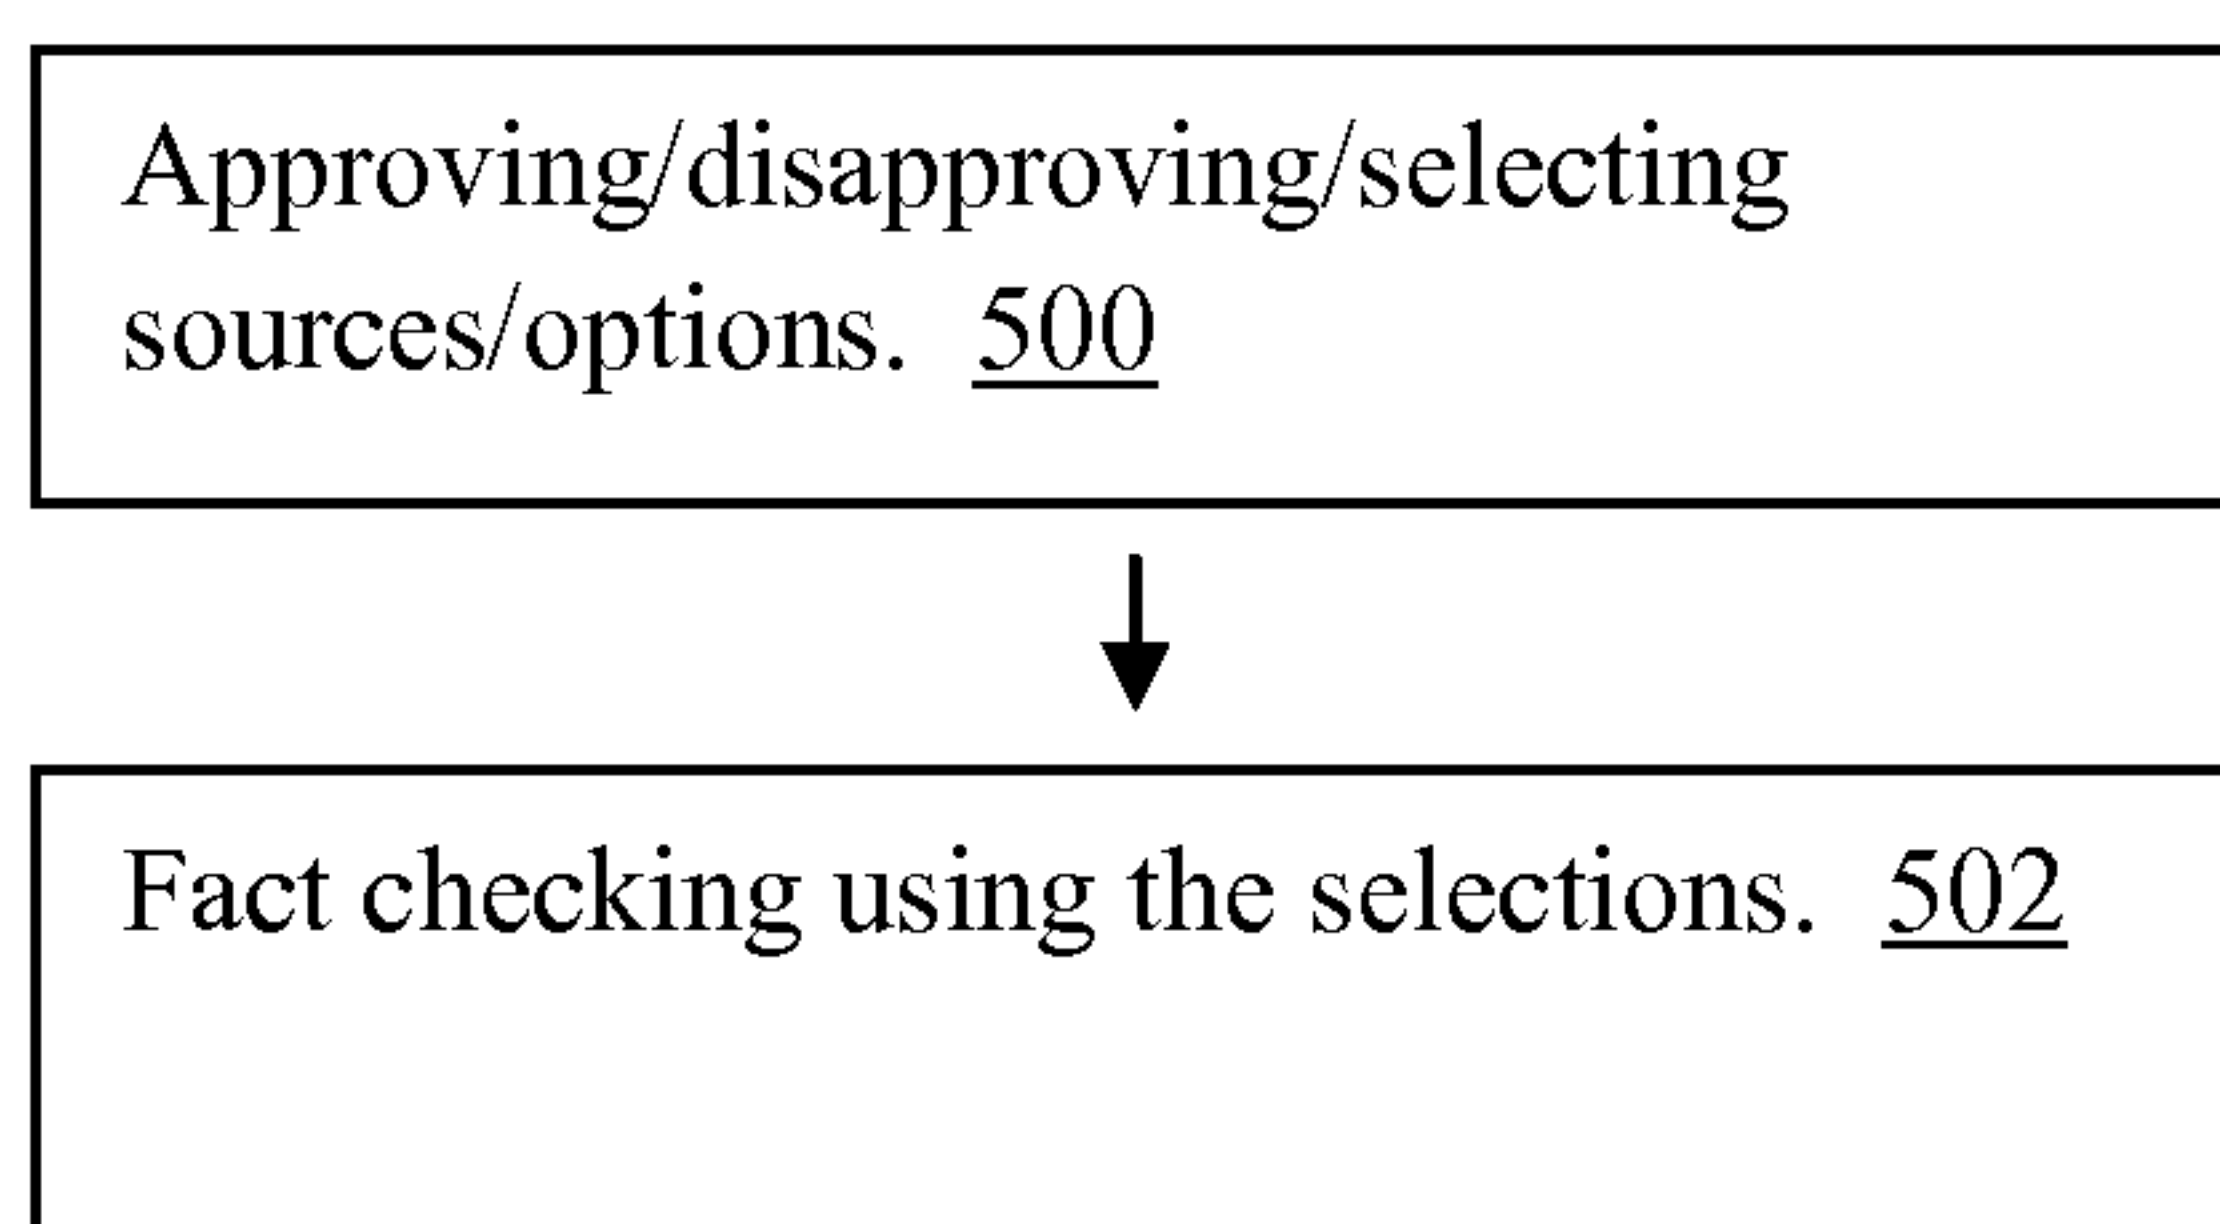 Approving/disapproving/selecting
sources/options. 500
Fact checking using the selections. 502